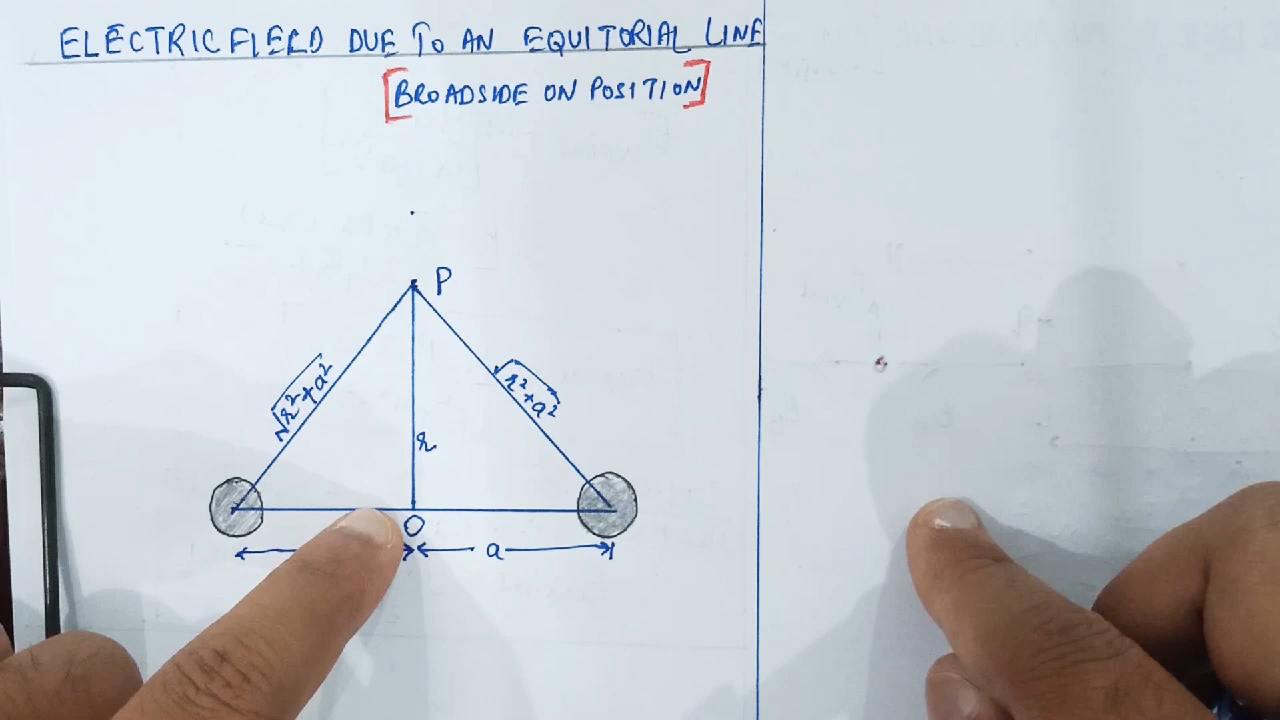 ELECTRIC FIELD DUE TO AN EQUITORIAL LINE
[BROADSIDE ON POSITION]
P
√r²+a²
√r²+a²
r
O
a